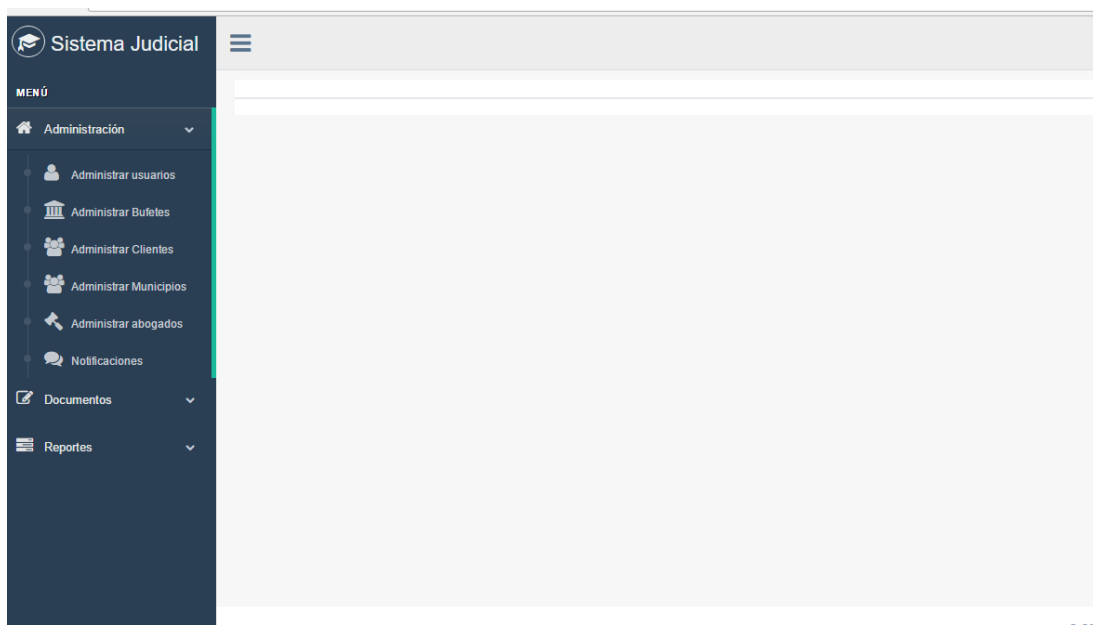 Sistema Judicial
MENÚ
Administración
Administrar usuarios
Administrar Bufetes
Administrar Clientes
Administrar Municipios
Administrar abogados
Notificaciones
Documentos
Reportes